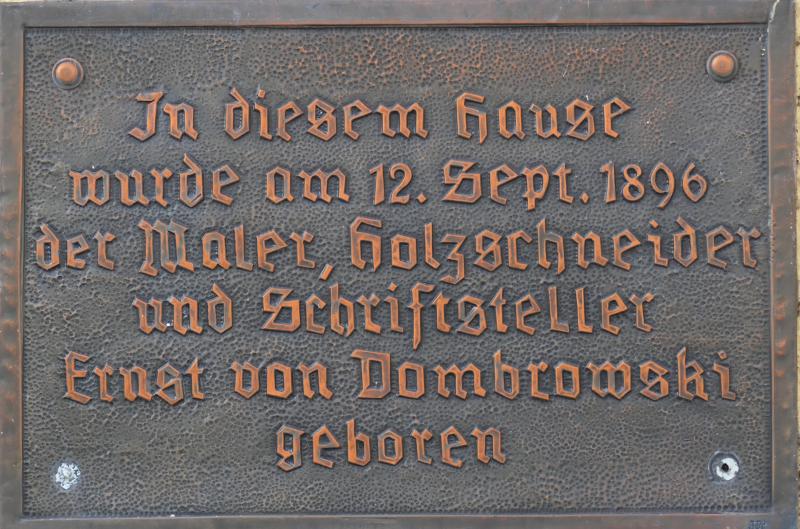 In diesem Hause
wurde am 12. Sept. 1896
der Maler, Holzschneider
und Schriftsteller
Ernst von Dombrowski
geboren